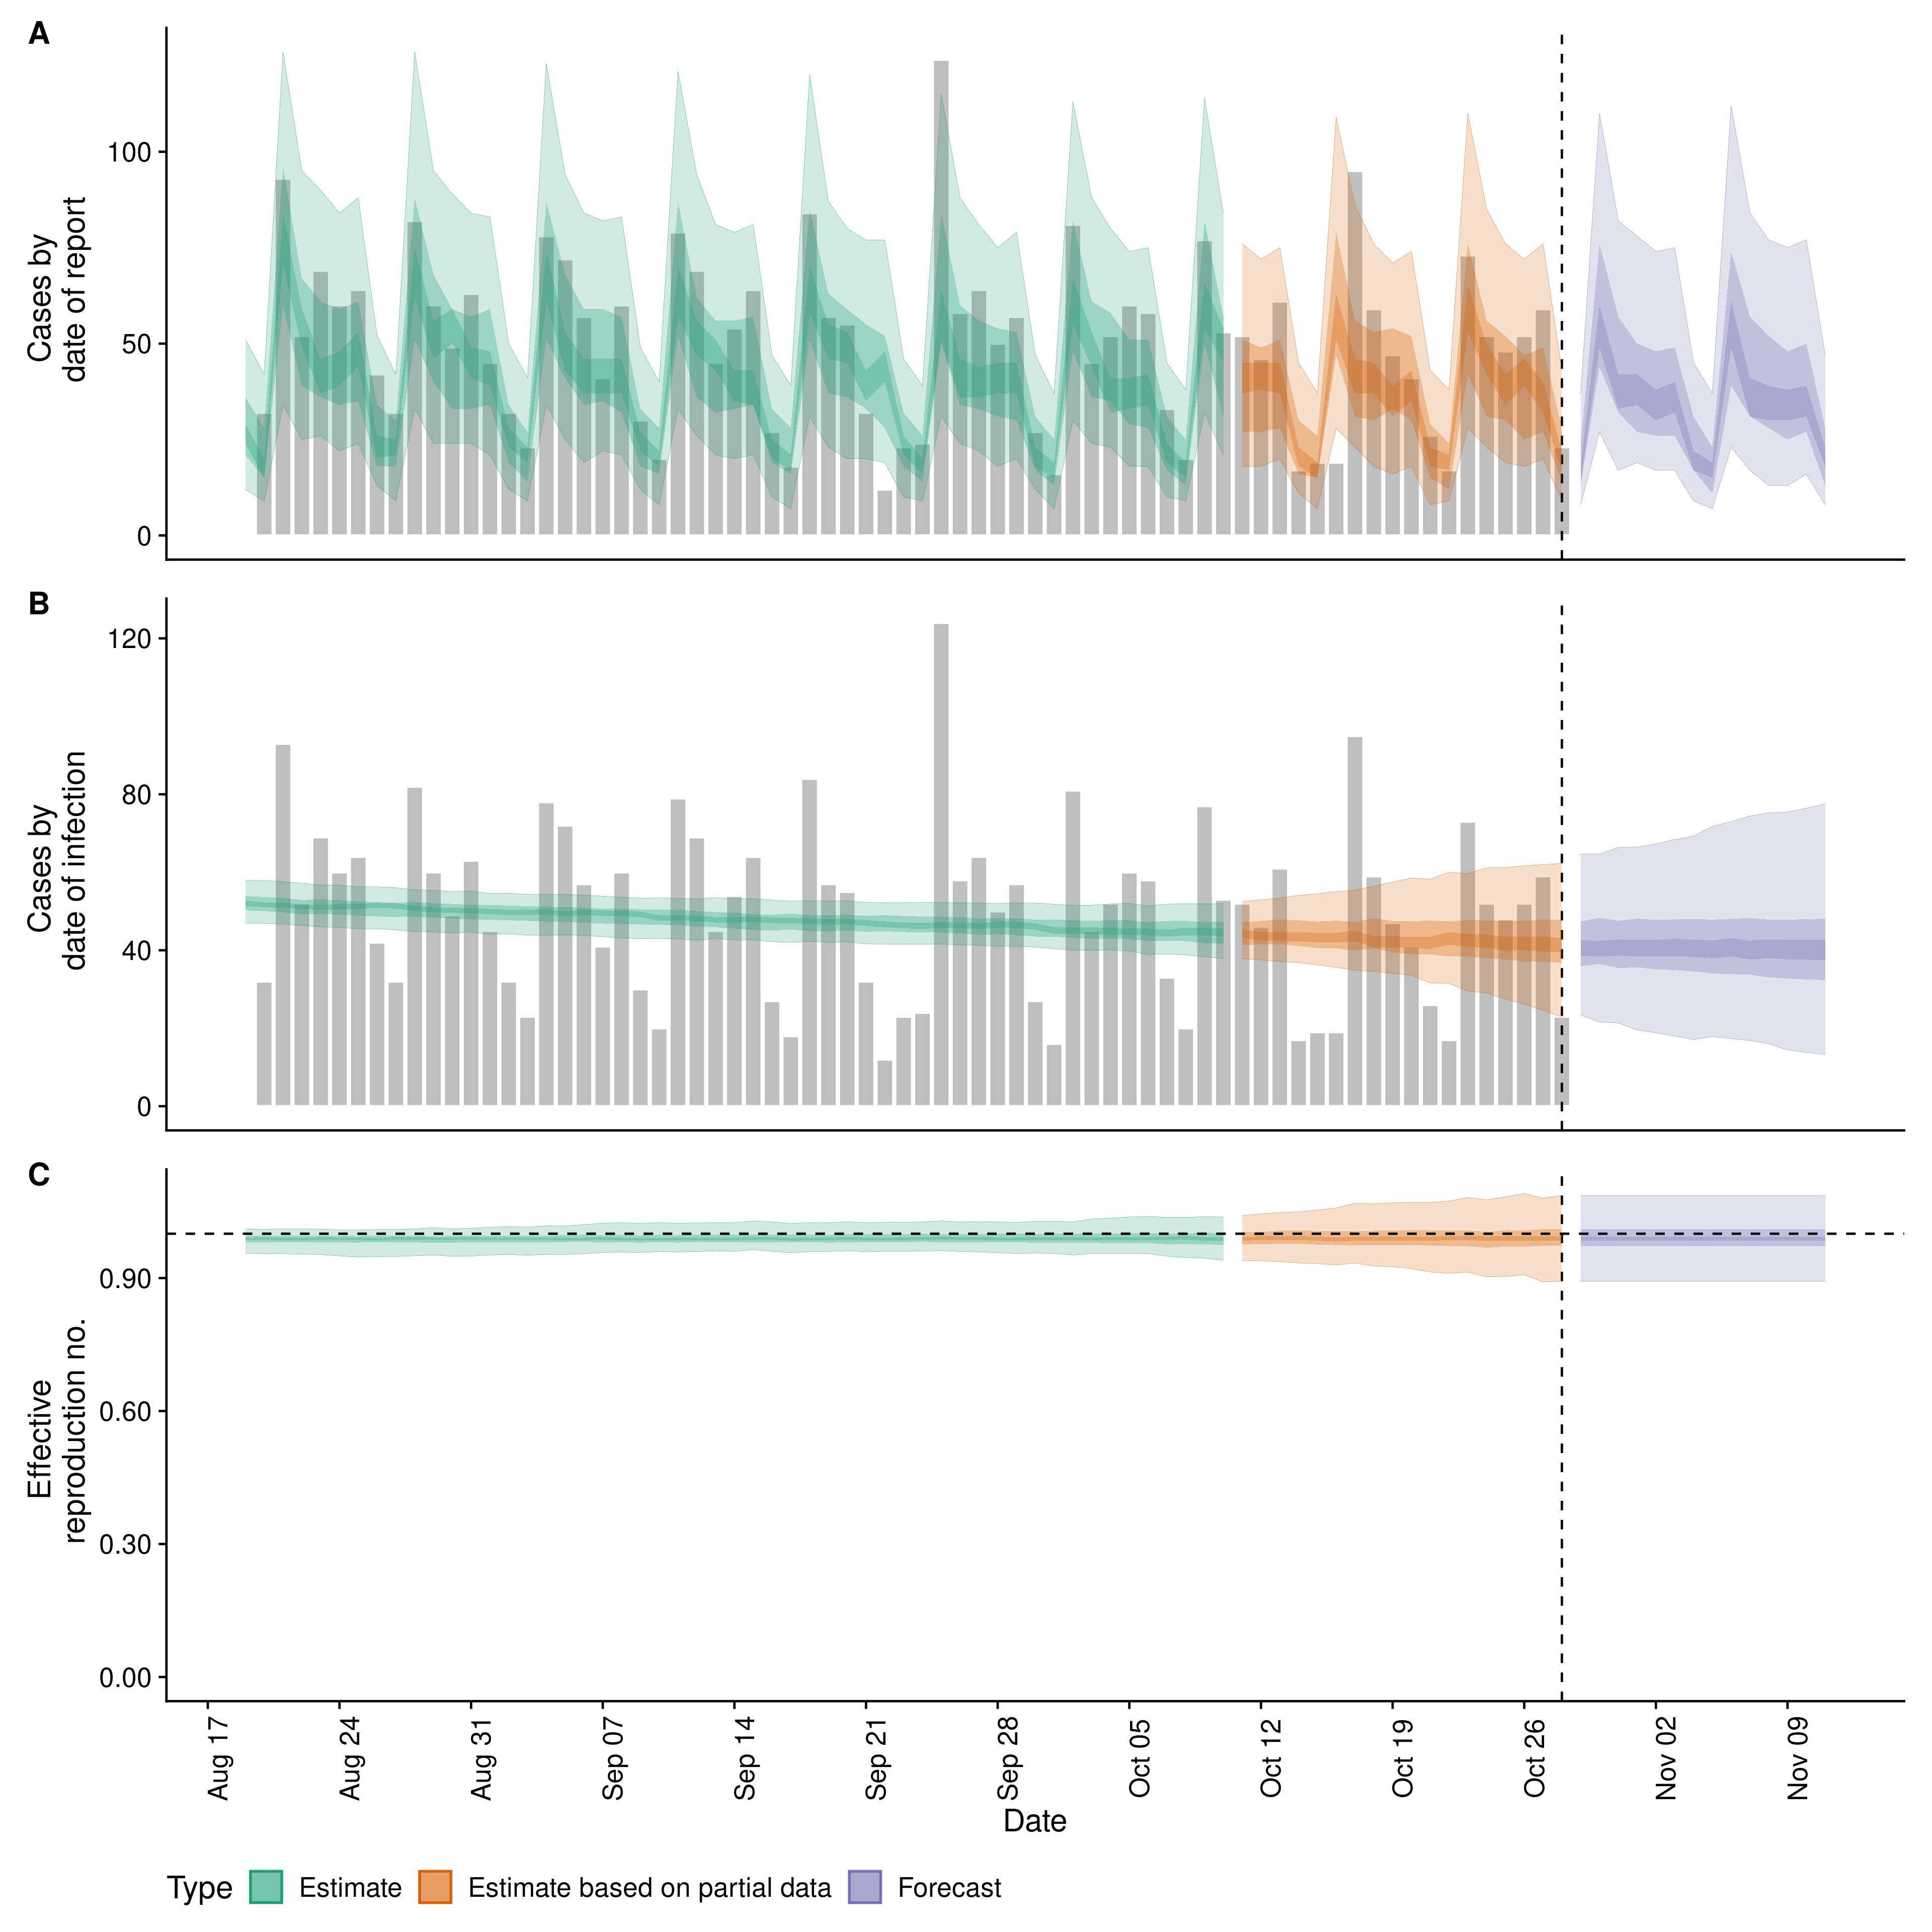 A
Cases by
date of report
100
50
0
B
Cases by
date of infection
120
80
40
0
C
Effective
reproduction no.
0.90
0.60
0.30
0.00
Aug 17
Aug 24
Aug 31
Sep 07
Sep 14
Sep 21
Sep 28
Oct 05
Oct 12
Oct 19
Oct 26
Nov 02
Nov 09
Date
Type Estimate Estimate based on partial data Forecast